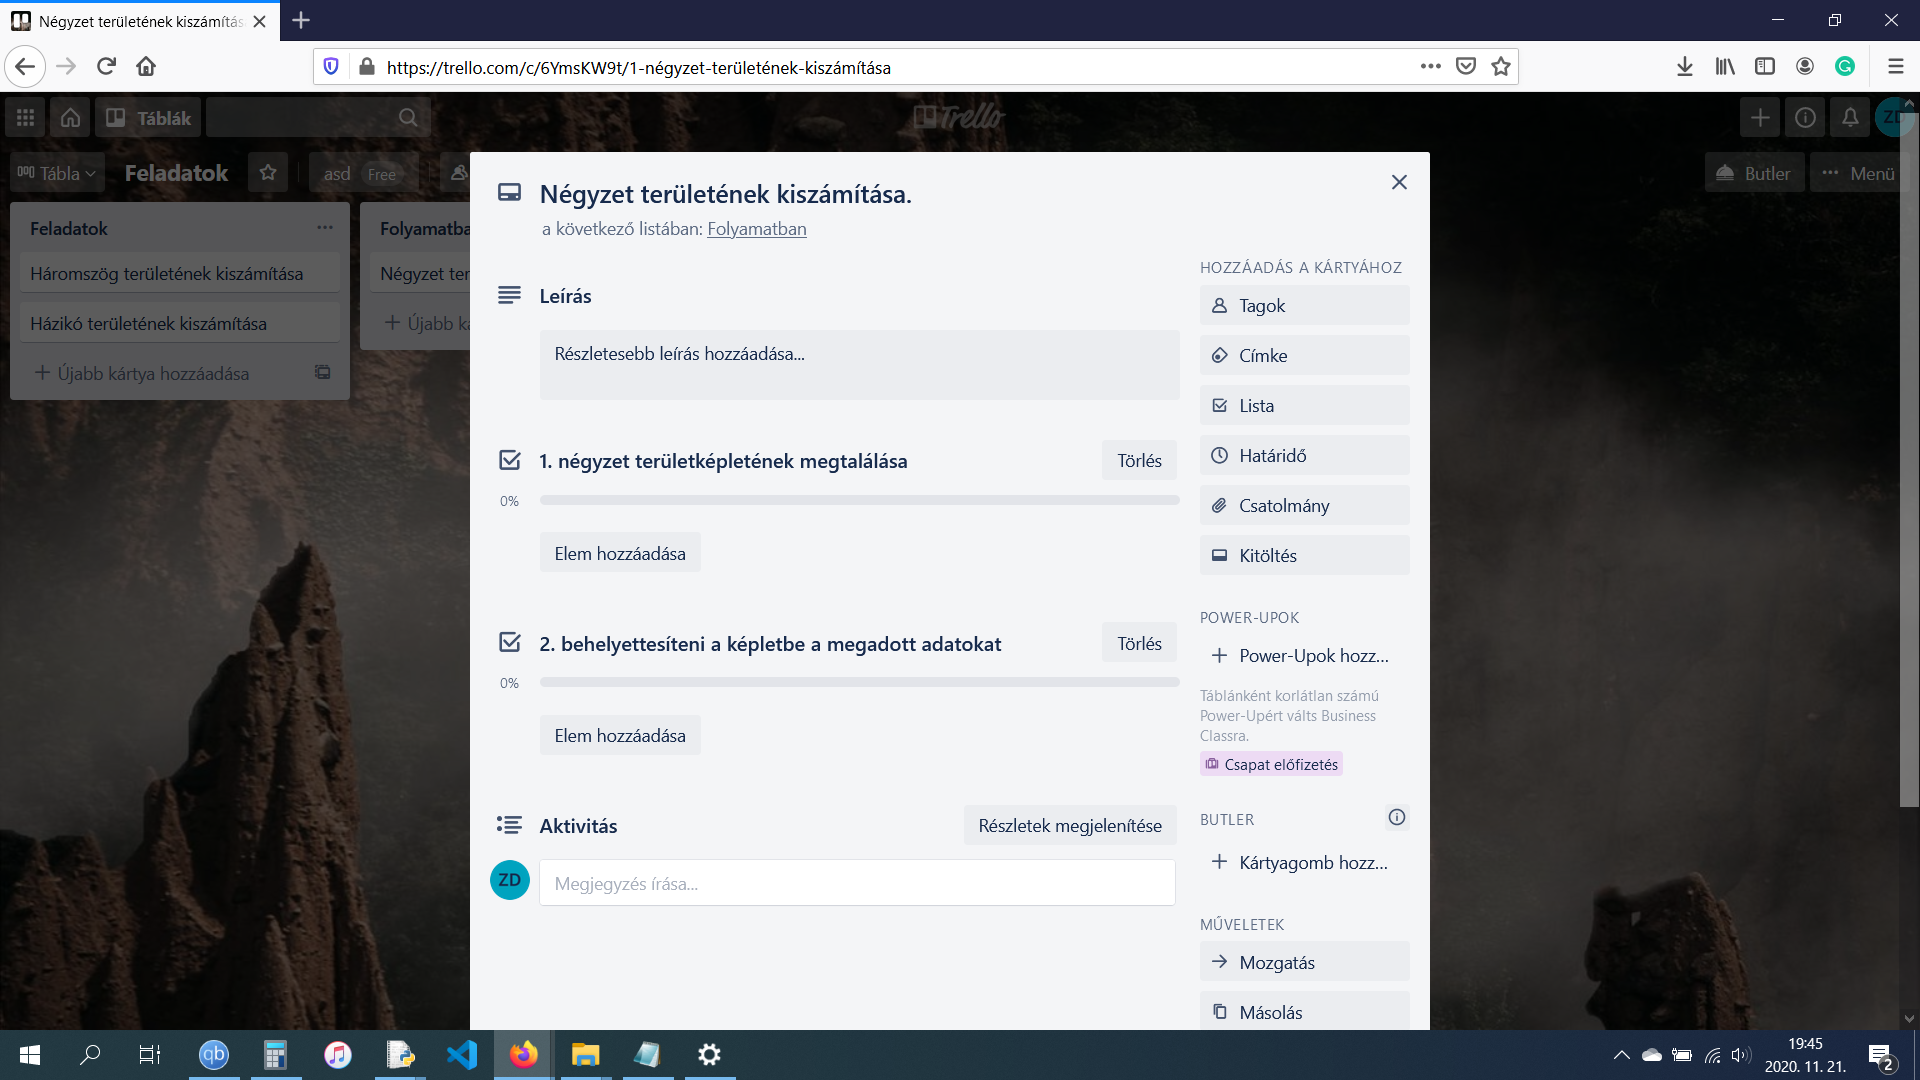 Négyzet területének kiszámítás
https://trello.com/c/6YmsKW9t/1-négyzet-területének-kiszámítása
Táblák
Trello
ZD
Tábla
Feladatok
asd Free
Butler
Menü
Feladatok
Háromszög területének kiszámítása
Házikó területének kiszámítása
Újabb kártya hozzáadása
Folyamatba
Négyzet ter
Újabb ká
Négyzet területének kiszámítása.
a következő listában: Folyamatban
Leírás
Részletesebb leírás hozzáadása...
1. négyzet területképletének megtalálása
Törlés
0%
Elem hozzáadása
2. behelyettesíteni a képletbe a megadott adatokat
Törlés
0%
Elem hozzáadása
Aktivitás
Részletek megjelenítése
ZD
Megjegyzés írása...
HOZZÁADÁS A KÁRTYÁHOZ
Tagok
Címke
Lista
Határidő
Csatolmány
Kitöltés
POWER-UPOK
Power-Upok hozz...
Táblánként korlátlan számú
Power-Upért válts Business
Classra.
Csapat előfizetés
BUTLER
Kártyagomb hozz...
MŰVELETEK
Mozgatás
Másolás
qb
19:45
2020. 11. 21.
2